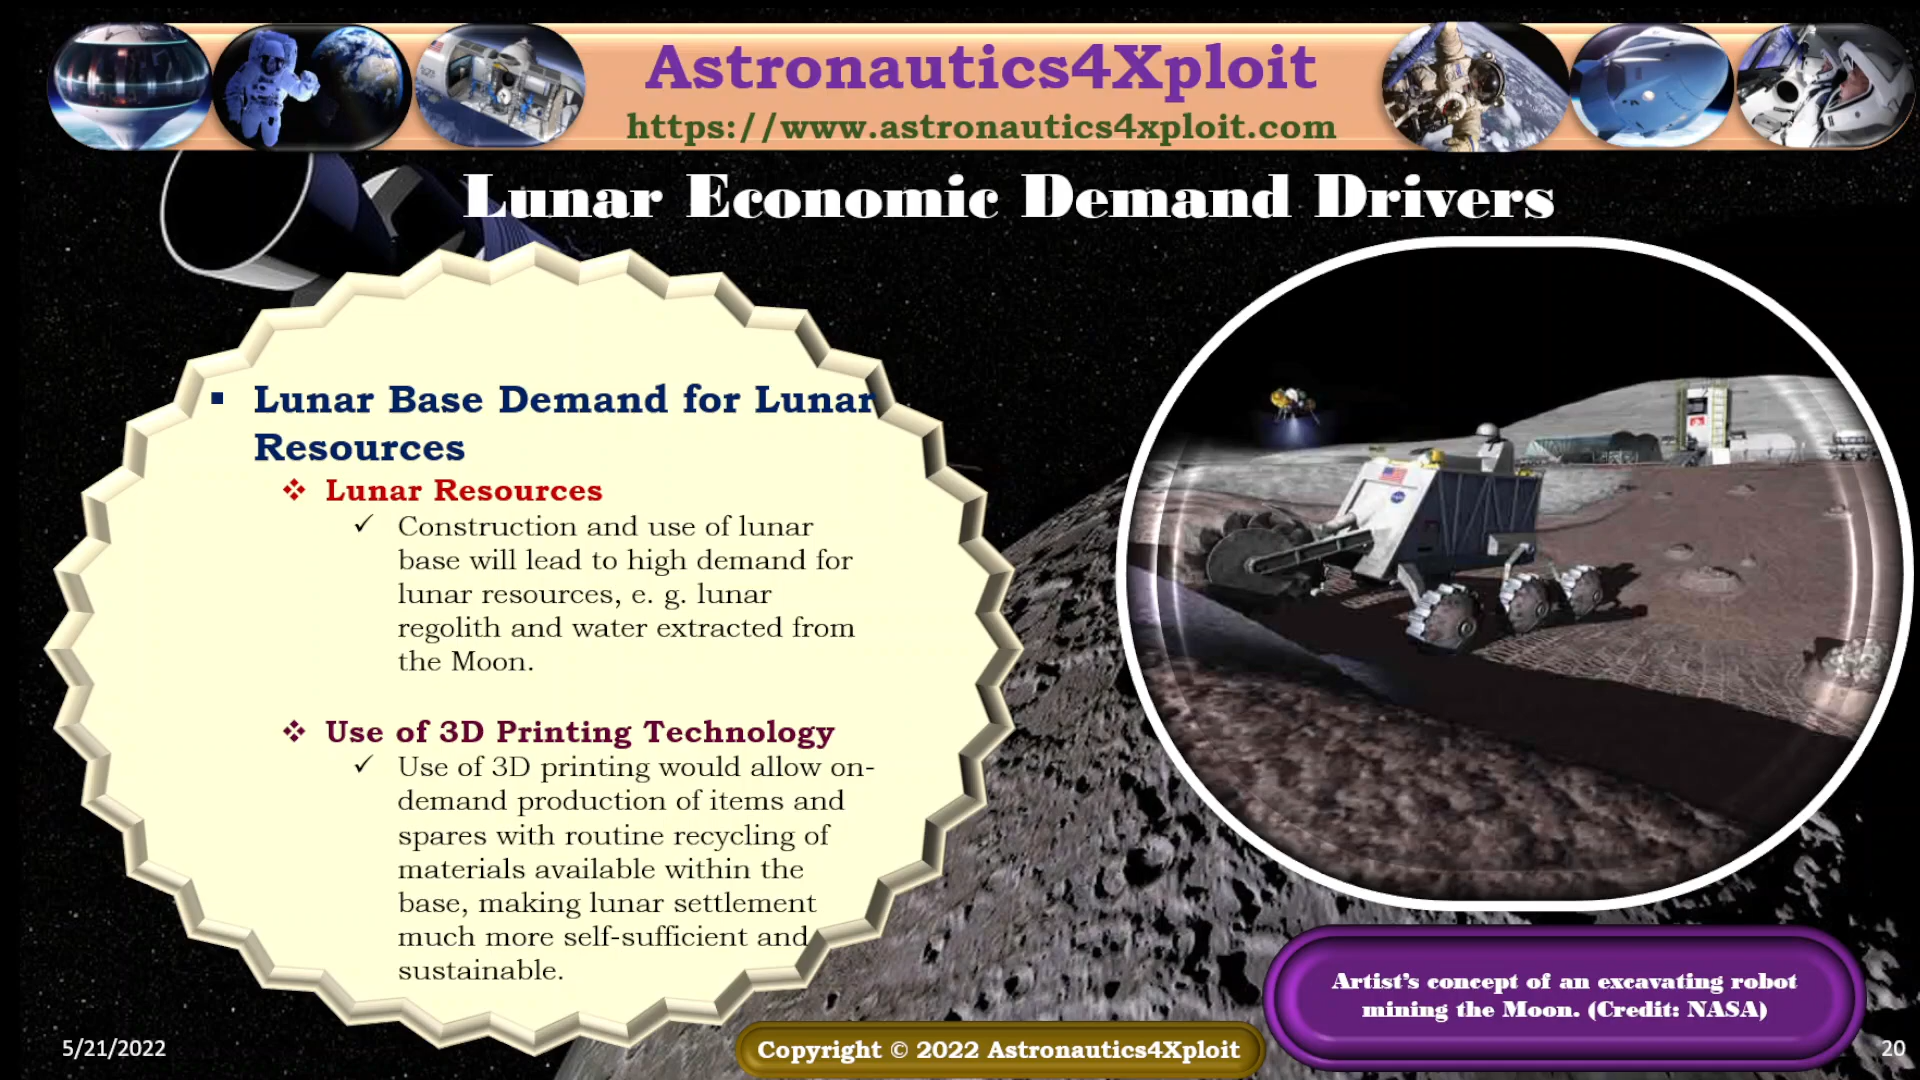 Astronautics4Xploit
https://www.astronautics4xploit.com
Lunar Economic Demand Drivers
Lunar Base Demand for Lunar
Resources
Lunar Resources
Construction and use of lunar
base will lead to high demand for
lunar resources, e. g. lunar
regolith and water extracted from
the Moon.
Use of 3D Printing Technology
Use of 3D printing would allow on-
demand production of items and
spares with routine recycling of
materials available within the
base, making lunar settlement
much more self-sufficient and
sustainable.
Artist's concept of an excavating robot
mining the Moon. (Credit: NASA)
5/21/2022
Copyright © 2022 Astronautics4Xploit
20